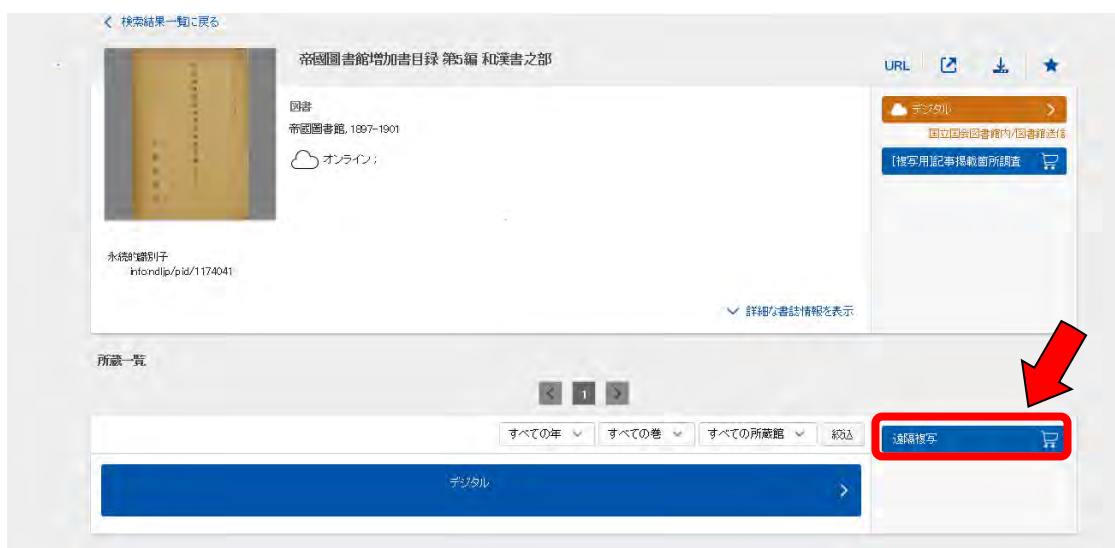 検索結果一覧に戻る
帝國圖書館増加書目録 第5編 和漢書之部
URL
図書
帝国圖書館, 1897-1901
オンライン ;
デジタル
国立国会図書館内/図書館送信
[複写用]記事掲載箇所調査
永続的識別子
info:ndljp/pid/1174041
詳細な書誌情報を表示
所蔵一覧
1
すべての年
すべての巻
すべての所蔵館
絞込
遠隔複写
デジタル